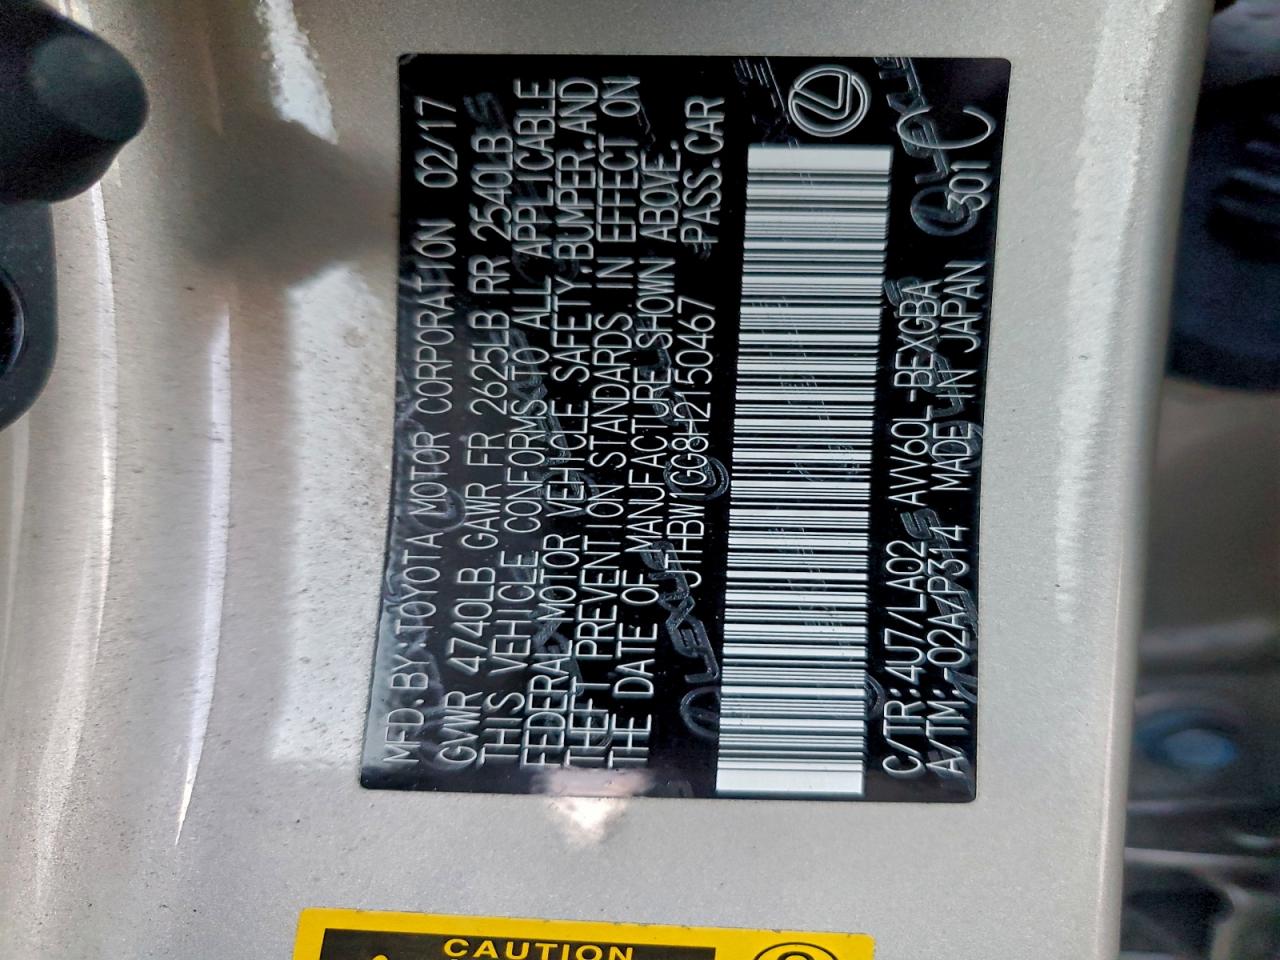 MFD. BY: TOYOTA MOTOR CORPORATION 02/17
GVWR 4740LB GAWR FR 2625LB RR 2540LB
THIS VEHICLE CONFORMS TO ALL APPLICABLE
FEDERAL MOTOR VEHICLE SAFETY, BUMPER, AND
THEFT PREVENTION STANDARDS IN EFFECT ON
THE DATE OF MANUFACTURE SHOWN ABOVE.
JTHBW1GG8H2150467 PASS.CAR
C/TR: 4U7/LA02 AVV60L-BEXGBA
A/TM: -02A/P314 MADE IN JAPAN 301 C
CAUTION